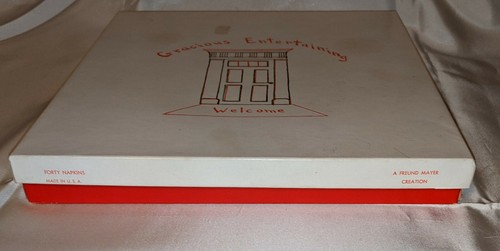 Gracious Entertaining
Welcome
FORTY NAPKINS
MADE IN U.S.A.
A FREUND MAYER
CREATION